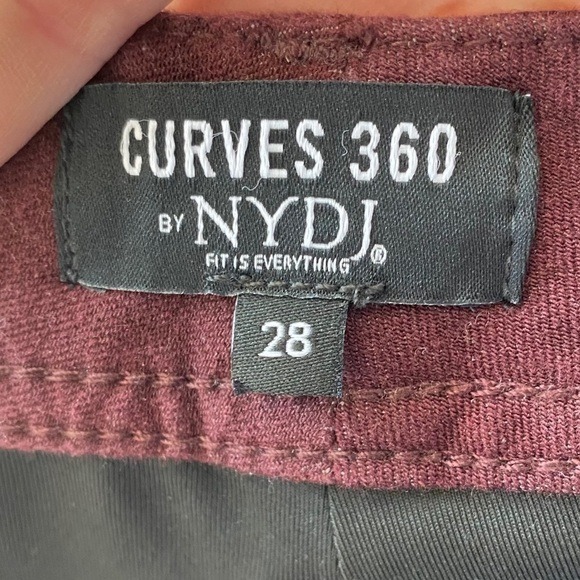 CURVES 360
BY NYDJ®
FIT IS EVERYTHING
28